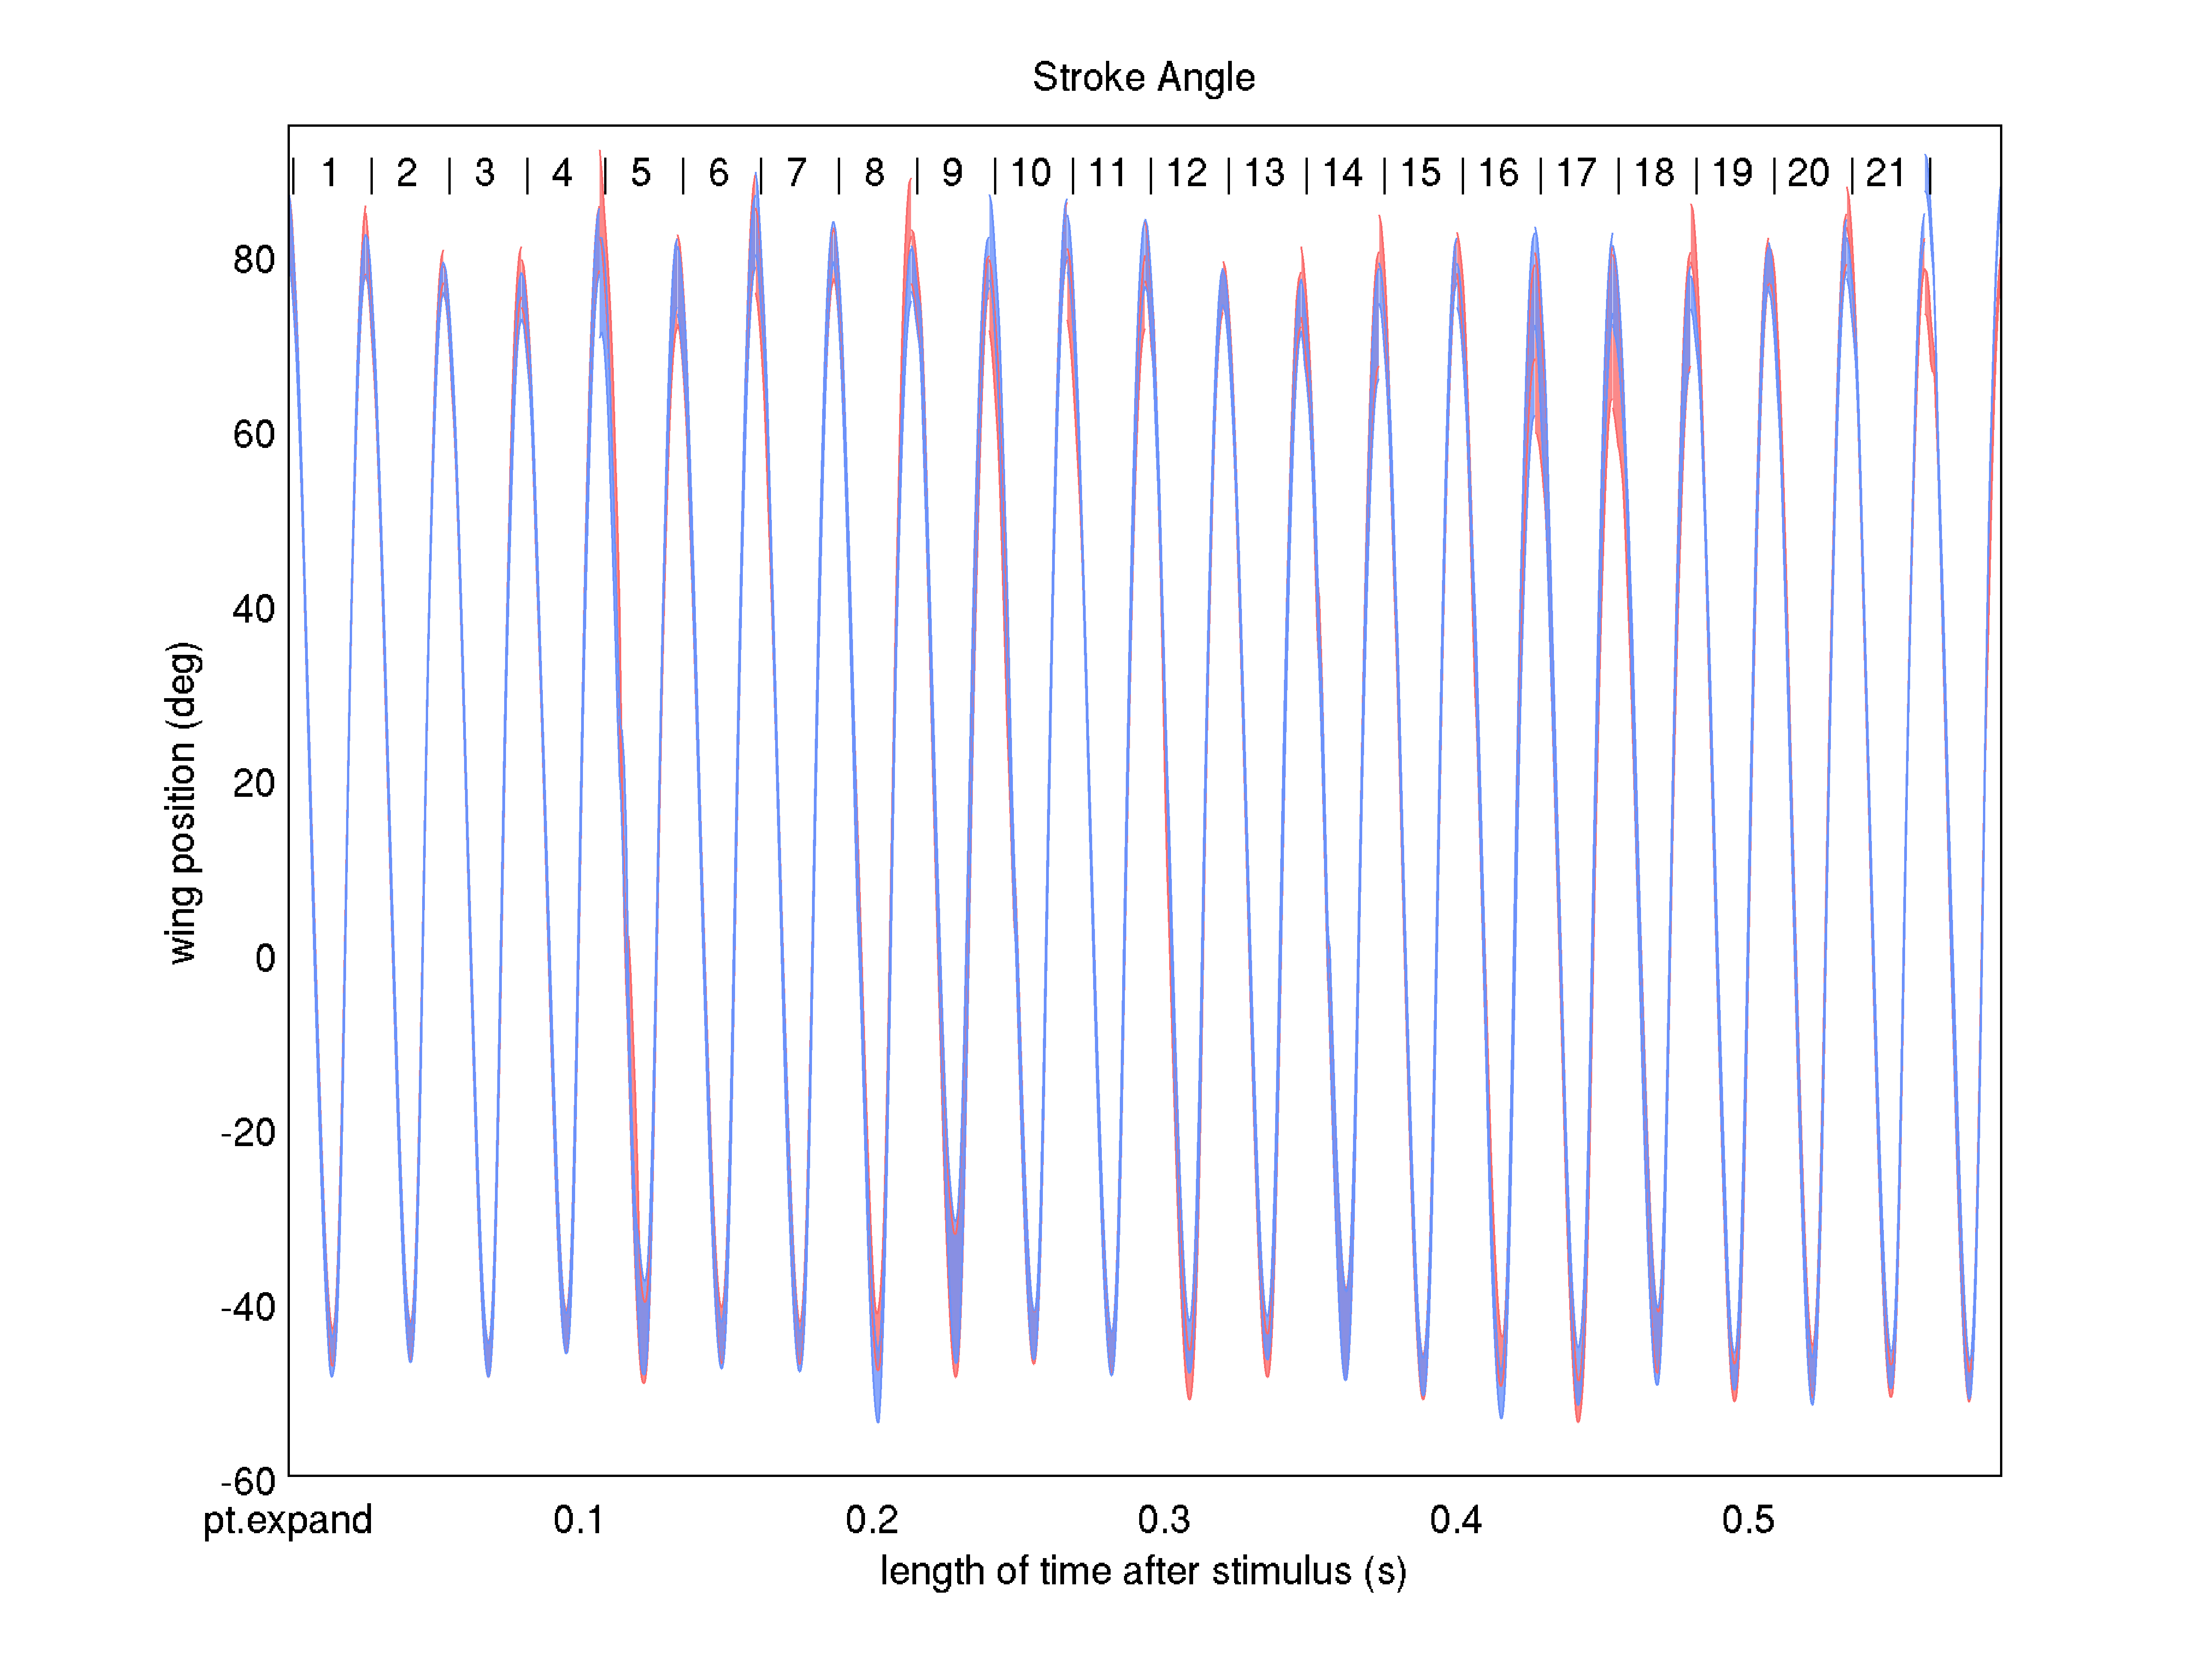 Stroke Angle
| 1 | 2 | 3 | 4 | 5 | 6 | 7 | 8 | 9 | 10 | 11 | 12 | 13 | 14 | 15 | 16 | 17 | 18 | 19 | 20 | 21 |
80
60
40
20
0
-20
-40
-60
wing position (deg)
pt.expand 0.1 0.2 0.3 0.4 0.5
length of time after stimulus (s)